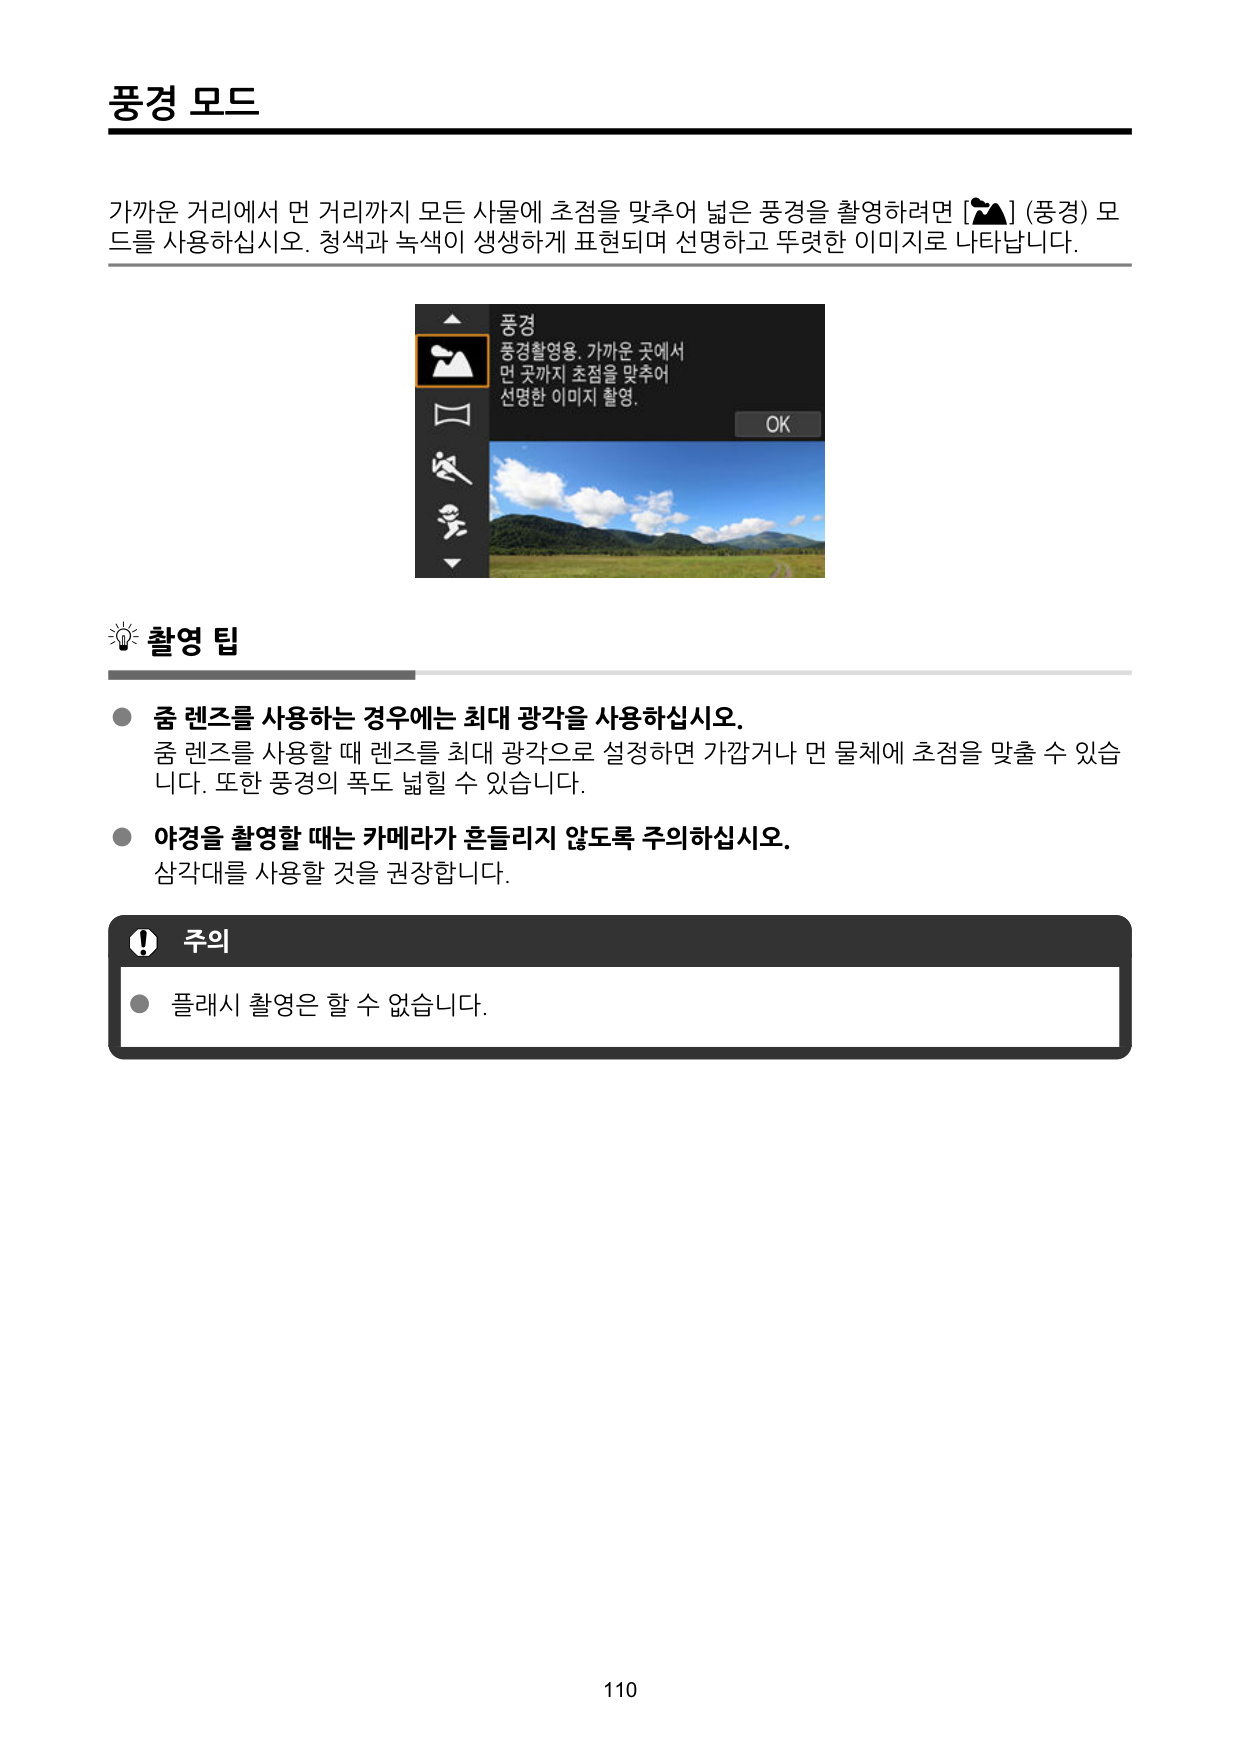 풍경 모드
가까운 거리에서 먼 거리까지 모든 사물에 초점을 맞추어 넓은 풍경을 촬영하려면 [] (풍경) 모
드를 사용하십시오. 청색과 녹색이 생생하게 표현되며 선명하고 뚜렷한 이미지로 나타납니다.
풍경
풍경촬영용. 가까운 곳에서
먼 곳까지 초점을 맞추어
선명한 이미지 촬영.
OK
촬영 팁
● 줌 렌즈를 사용하는 경우에는 최대 광각을 사용하십시오.
줌 렌즈를 사용할 때 렌즈를 최대 광각으로 설정하면 가깝거나 먼 물체에 초점을 맞출 수 있습
니다. 또한 풍경의 폭도 넓힐 수 있습니다.
● 야경을 촬영할 때는 카메라가 흔들리지 않도록 주의하십시오.
삼각대를 사용할 것을 권장합니다.
주의
● 플래시 촬영은 할 수 없습니다.
110